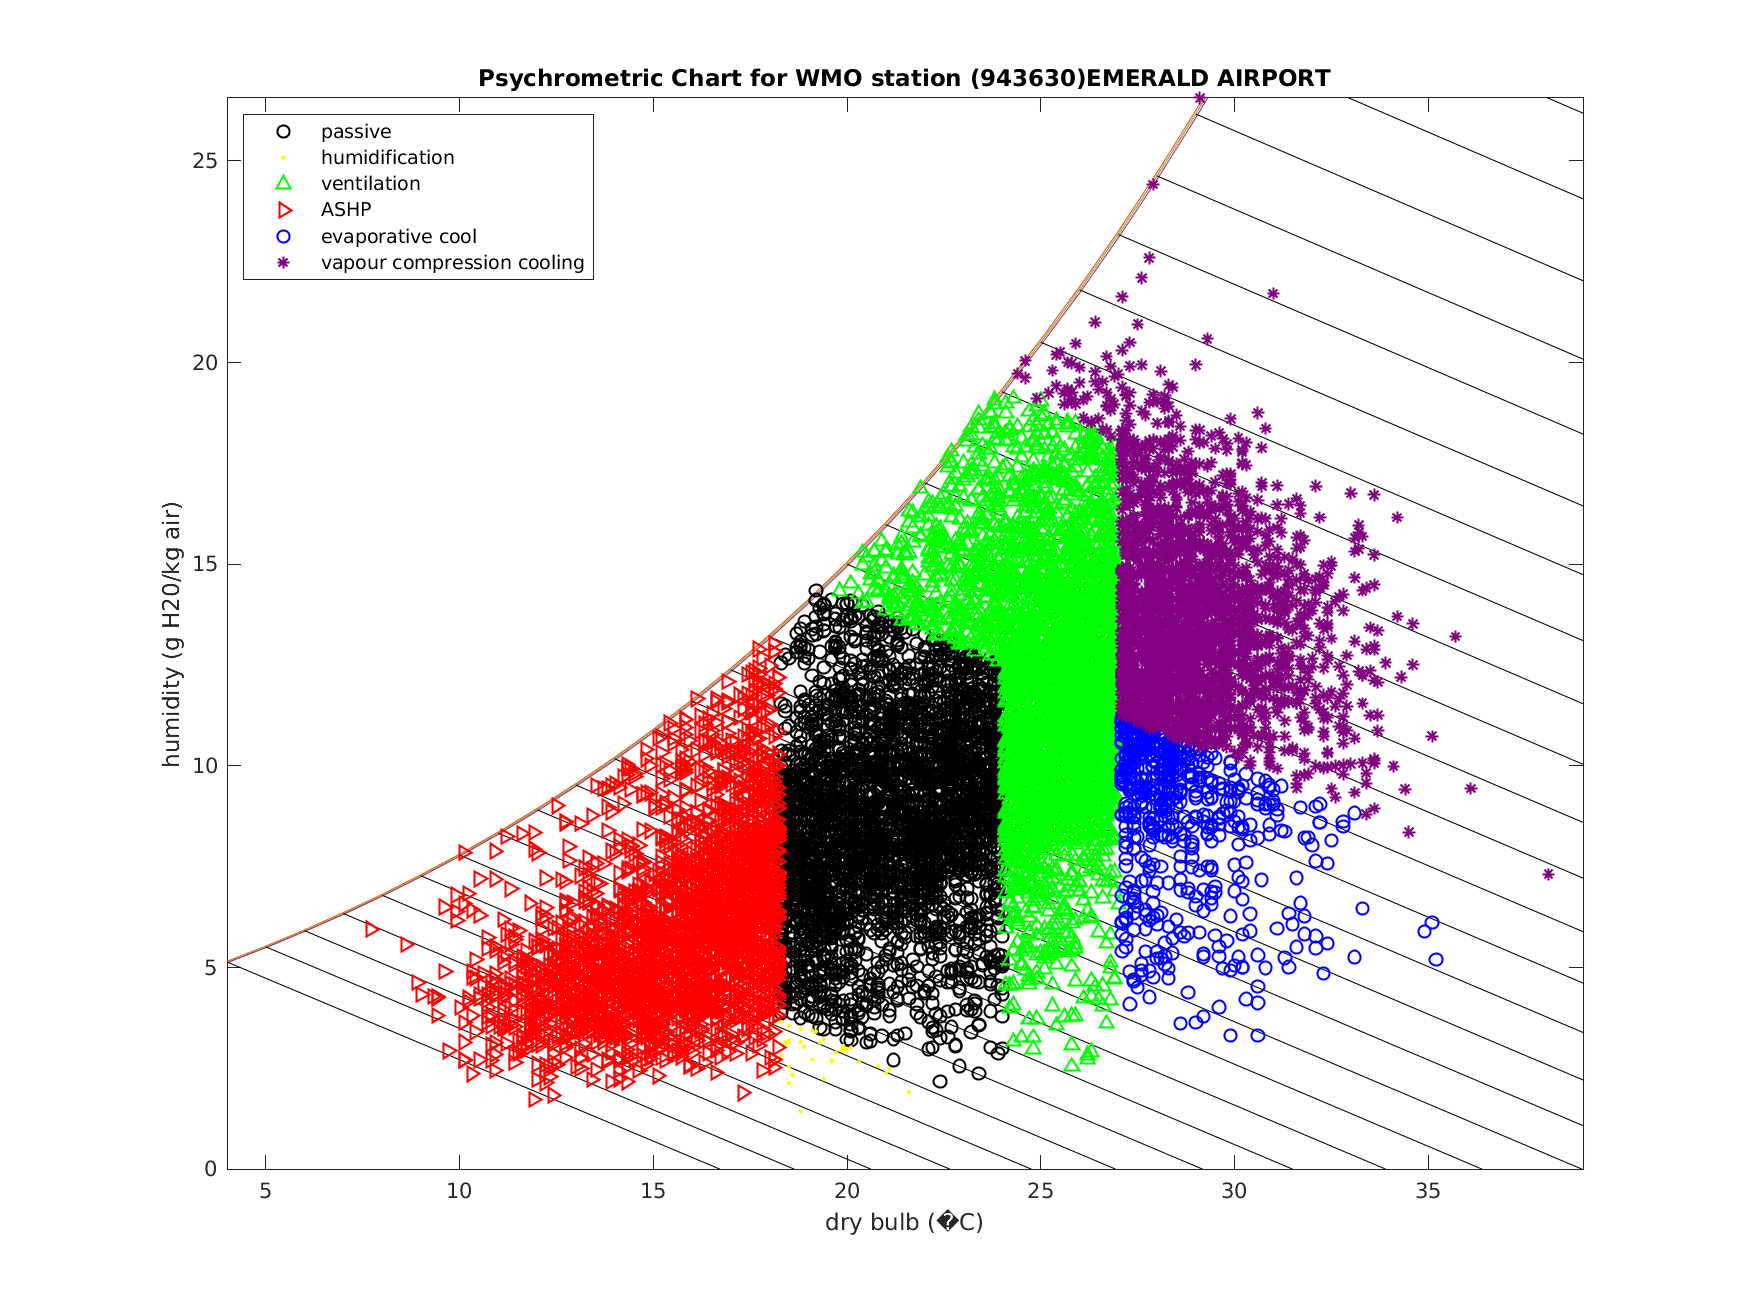 Psychrometric Chart for WMO station (943630)EMERALD AIRPORT
passive
humidification
ventilation
ASHP
evaporative cool
vapour compression cooling
humidity (g H20/kg air)
25
20
15
10
5
0
5 10 15 20 25 30 35
dry bulb (�C)